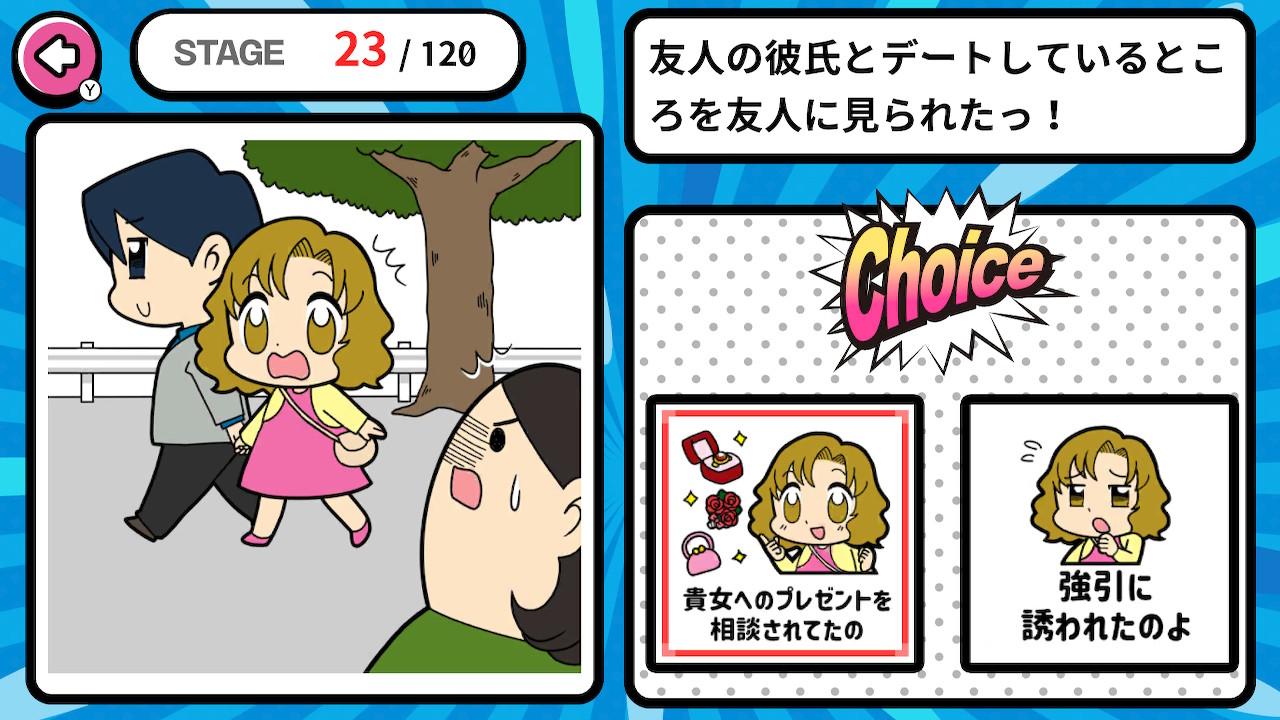 STAGE 23 / 120
Y
友人の彼氏とデートしているとこ
ろを友人に見られたっ！
Choice
貴女へのプレゼントを
相談されてたの
強引に
誘われたのよ